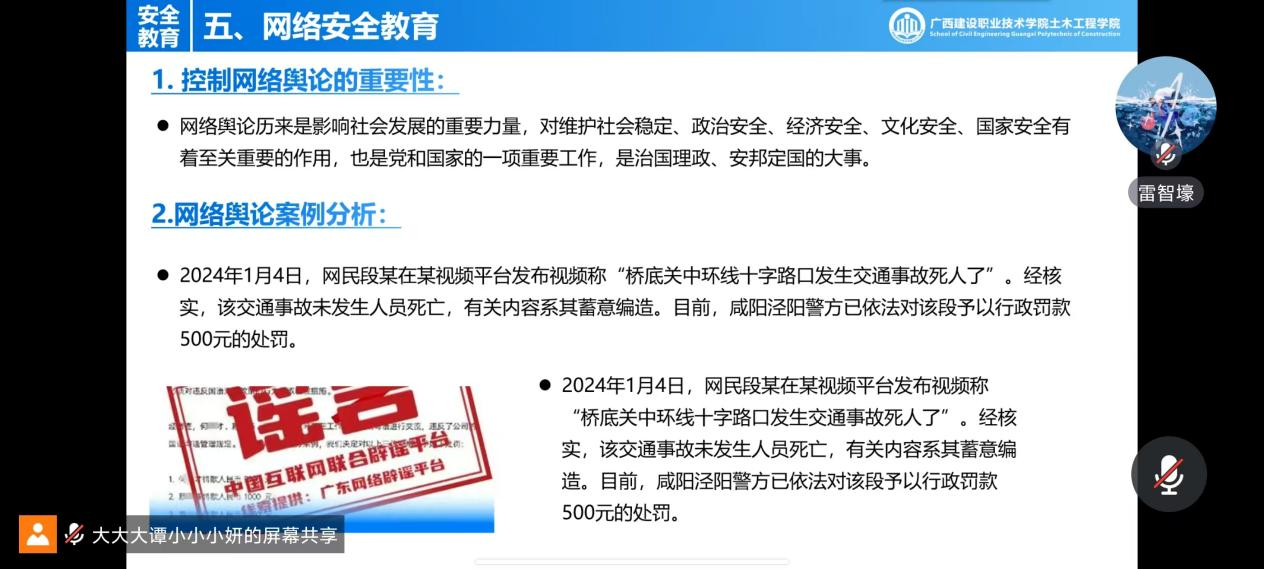 安全
教育
五、网络安全教育
广西建设职业技术学院土木工程学院
School of Civil Engineering Guangxi Polytechnic of Construction
1. 控制网络舆论的重要性：
● 网络舆论历来是影响社会发展的重要力量，对维护社会稳定、政治安全、经济安全、文化安全、国家安全有
着至关重要的作用，也是党和国家的一项重要工作，是治国理政、安邦定国的大事。
雷智壕
2.网络舆论案例分析：
● 2024年1月4日，网民段某在某视频平台发布视频称“桥底关中环线十字路口发生交通事故死人了”。经核
实，该交通事故未发生人员死亡，有关内容系其蓄意编造。目前，咸阳泾阳警方已依法对该段予以行政罚款
500元的处罚。
谣言
中国互联网联合辟谣平台
线索提供：广东网络辟谣平台
● 2024年1月4日，网民段某在某视频平台发布视频称
“桥底关中环线十字路口发生交通事故死人了”。经核
实，该交通事故未发生人员死亡，有关内容系其蓄意编
造。目前，咸阳泾阳警方已依法对该段予以行政罚款
500元的处罚。
大大大谭小小小妍的屏幕共享